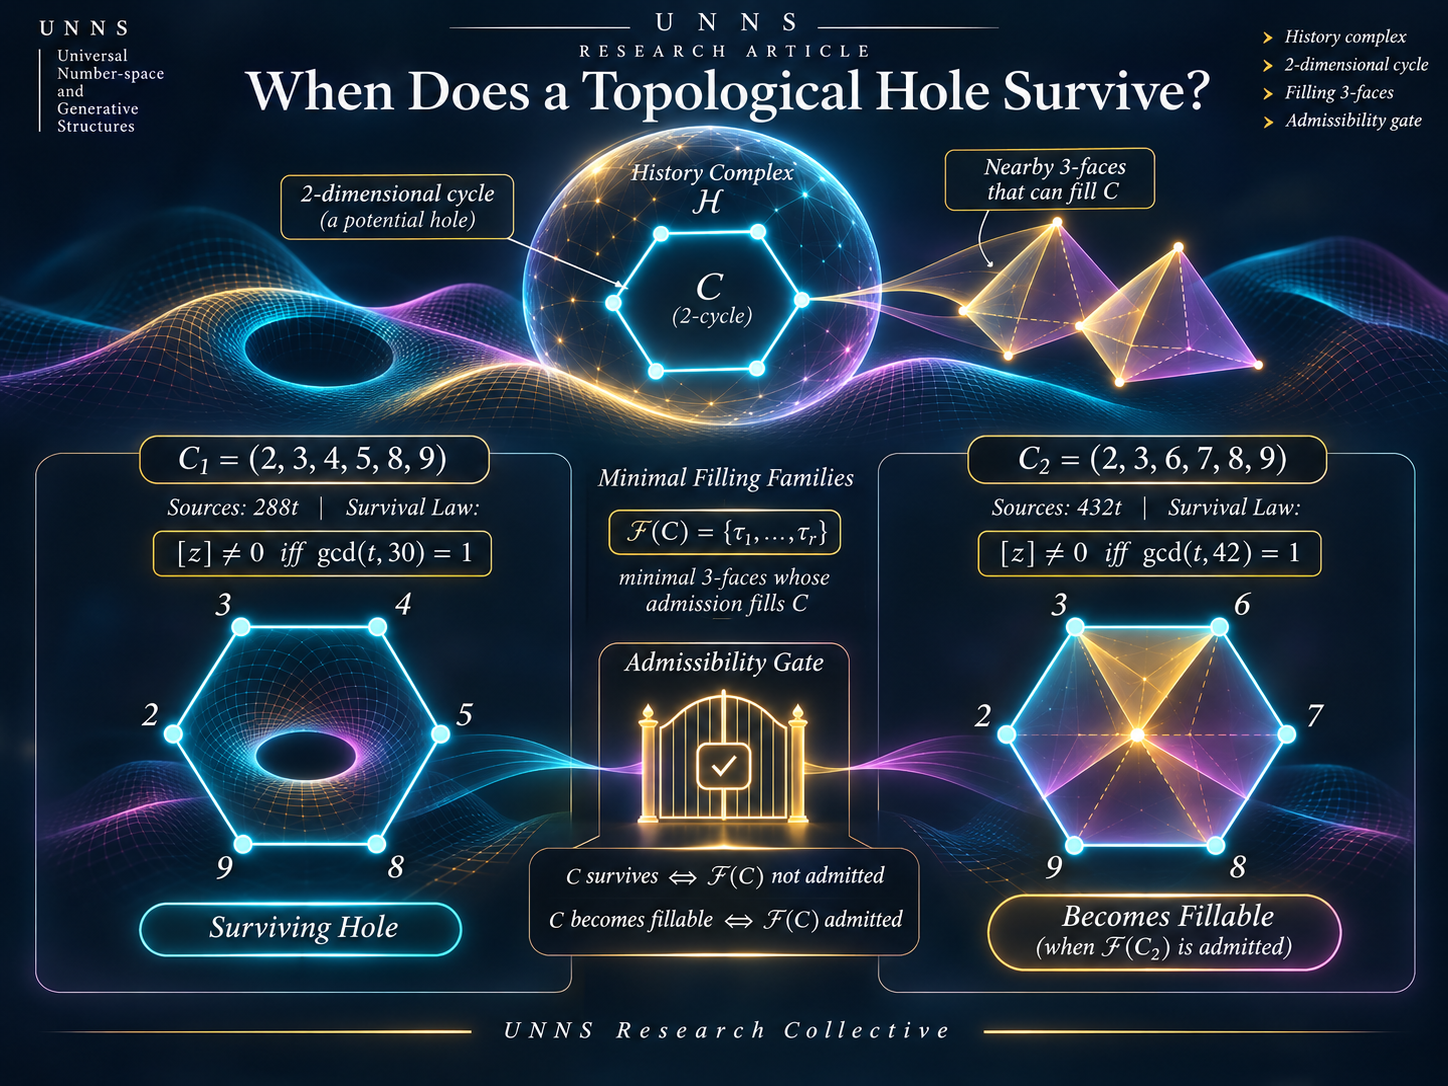 UNNS
Universal
Number-space
and
Generative
Structures
UNNS
RESEARCH ARTICLE
When Does a Topological Hole Survive?
History complex
2-dimensional cycle
Filling 3-faces
Admissibility gate
2-dimensional cycle
(a potential hole)
History Complex
ℋ
C
(2-cycle)
Nearby 3-faces
that can fill C
C₁ = (2, 3, 4, 5, 8, 9)
Sources: 288t | Survival Law:
[z] ≠ 0 iff gcd(t, 30) = 1
3
4
2
5
9
8
Surviving Hole
Minimal Filling Families
ℱ(C) = {τ₁,…,τᵣ}
minimal 3-faces whose
admission fills C
Admissibility Gate
C survives ⟺ ℱ(C) not admitted
C becomes fillable ⟺ ℱ(C) admitted
C₂ = (2, 3, 6, 7, 8, 9)
Sources: 432t | Survival Law:
[z] ≠ 0 iff gcd(t, 42) = 1
3
6
2
7
9
8
Becomes Fillable
(when ℱ(C₂) is admitted)
UNNS Research Collective